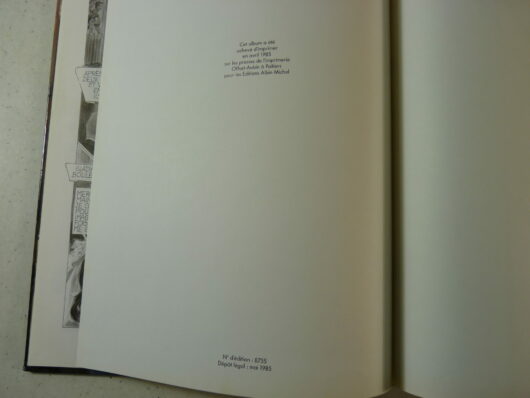 Cet album a été
achevé d'imprimer
en avril 1985
sur les presses de l'Imprimerie
Offset-Aubin à Poitiers
pour les Éditions Albin Michel
N° d'édition : 8755
Dépôt légal : mai 1985